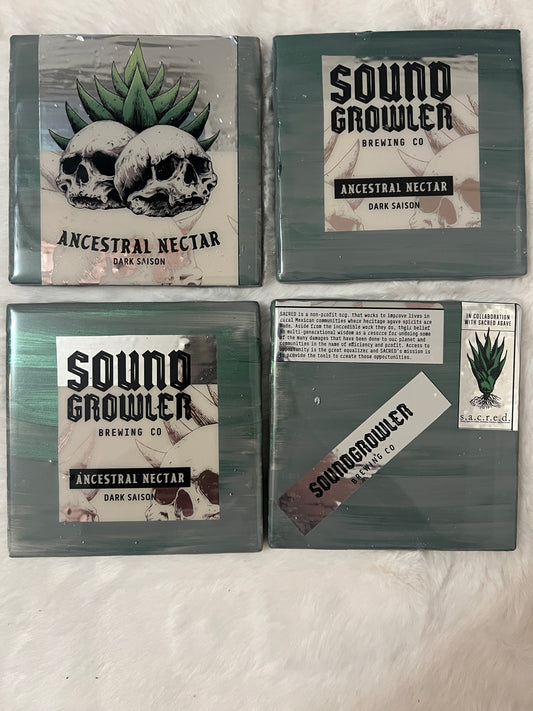 ANCESTRAL NECTAR
DARK SAISON
SOUND
GROWLER
BREWING CO
ANCESTRAL NECTAR
DARK SAISON
SOUND
GROWLER
BREWING CO
ANCESTRAL NECTAR
DARK SAISON
SACRED is a non-profit org. that works to improve lives in
rural Mexican communities where heritage agave spirits are
made. Aside from the incredible work they do, their belief
in multi-generational wisdom as a resorce for undoing some
of the many damages that have been done to our planet and
communities in the name of efficiency and profit. Access to
opportunity is the great equalizer and SACRED's mission is
to provide the tools to create those opportunities.
IN COLLABORATION
WITH SACRED AGAVE
s.a.c.r.e.d.
SOUNDGROWLER
BREWING CO